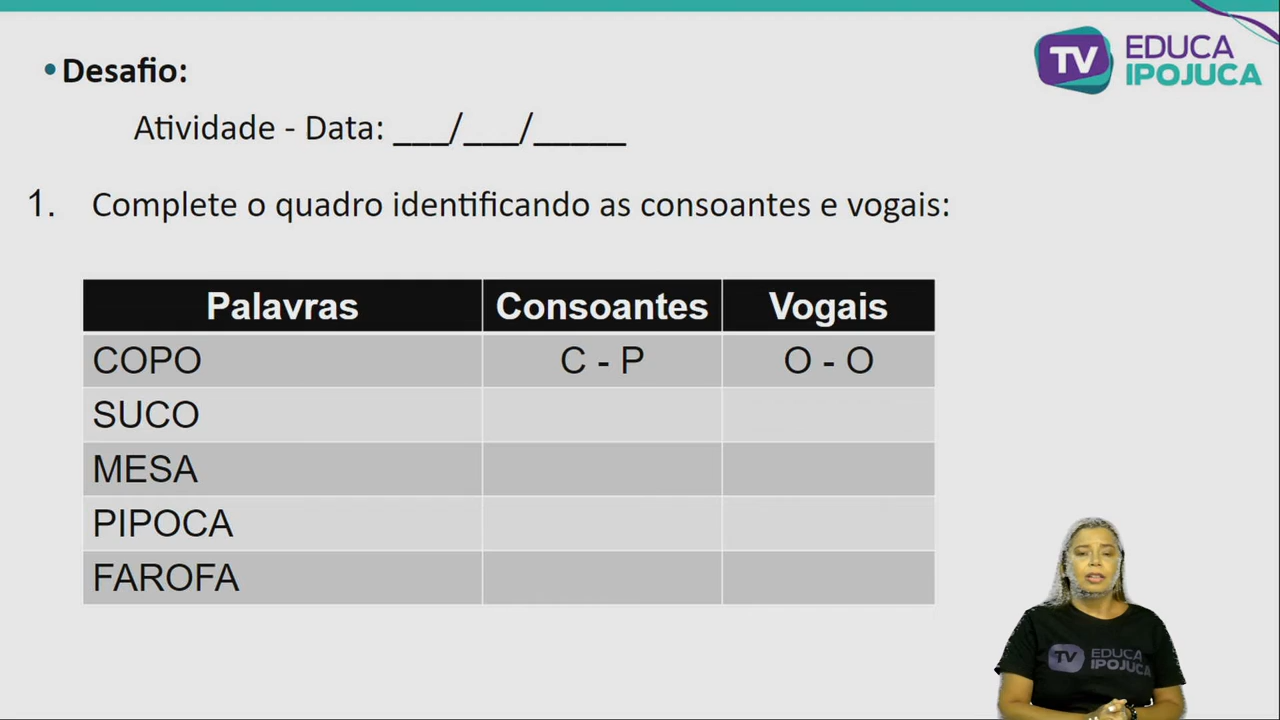 •Desafio:
TV EDUCA
IPOJUCA
Atividade - Data: ___/___/_____
1. Complete o quadro identificando as consoantes e vogais:
Palavras Consoantes Vogais
COPO C - P O - O
SUCO
MESA
PIPOCA
FAROFA
TV EDUCA
IPOJUCA